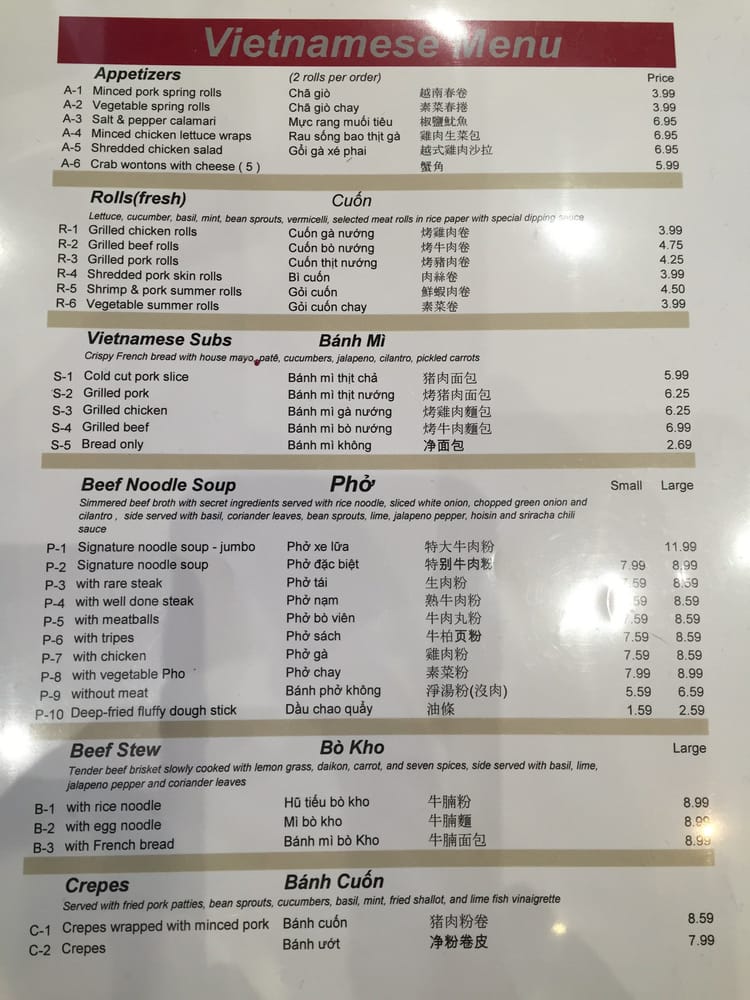 Vietnamese Menu
Appetizers (2 rolls per order) Price
A-1 Minced pork spring rolls Chã giò 越南春卷 3.99
A-2 Vegetable spring rolls Chã giò chay 素菜春捲 3.99
A-3 Salt & pepper calamari Mực rang muối tiêu 椒鹽魷魚 6.95
A-4 Minced chicken lettuce wraps Rau sống bao thịt gà 雞肉生菜包 6.95
A-5 Shredded chicken salad Gồi gà xé phai 越式雞肉沙拉 6.95
A-6 Crab wontons with cheese ( 5 ) 蟹角 5.99
Rolls(fresh) Cuốn
Lettuce, cucumber, basil, mint, bean sprouts, vermicelli, selected meat rolls in rice paper with special dipping sauce
R-1 Grilled chicken rolls Cuốn gà nướng 烤雞肉卷 3.99
R-2 Grilled beef rolls Cuốn bò nướng 烤牛肉卷 4.75
R-3 Grilled pork rolls Cuốn thịt nướng 烤豬肉卷 4.25
R-4 Shredded pork skin rolls Bì cuốn 肉絲卷 3.99
R-5 Shrimp & pork summer rolls Gỏi cuốn 鮮蝦肉卷 4.50
R-6 Vegetable summer rolls Gỏi cuốn chay 素菜卷 3.99
Vietnamese Subs Bánh Mì
Crispy French bread with house mayo, patê, cucumbers, jalapeno, cilantro, pickled carrots
S-1 Cold cut pork slice Bánh mì thịt chả 猪肉面包 5.99
S-2 Grilled pork Bánh mì thịt nướng 烤猪肉面包 6.25
S-3 Grilled chicken Bánh mì gà nướng 烤雞肉麵包 6.25
S-4 Grilled beef Bánh mì bò nướng 烤牛肉麵包 6.99
S-5 Bread only Bánh mì không 净面包 2.69
Beef Noodle Soup Phở Small Large
Simmered beef broth with secret ingredients served with rice noodle, sliced white onion, chopped green onion and
cilantro , side served with basil, coriander leaves, bean sprouts, lime, jalapeno pepper, hoisin and sriracha chili
sauce
P-1 Signature noodle soup - jumbo Phở xe lữa 特大牛肉粉 11.99
P-2 Signature noodle soup Phở đặc biệt 特别牛肉粉 7.99 8.99
P-3 with rare steak Phở tái 生肉粉 8.59
P-4 with well done steak Phở nạm 熟牛肉粉 8.59
P-5 with meatballs Phở bò viên 牛肉丸粉 7.59 8.59
P-6 with tripes Phở sách 牛柏页粉 7.59 8.59
P-7 with chicken Phở gà 雞肉粉 7.59 8.59
P-8 with vegetable Pho Phở chay 素菜粉 7.99 8.99
P-9 without meat Bánh phở không 淨湯粉(沒肉) 5.59 6.59
P-10 Deep-fried fluffy dough stick Dầu chao quẩy 油條 1.59 2.59
Beef Stew Bò Kho Large
Tender beef brisket slowly cooked with lemon grass, daikon, carrot, and seven spices, side served with basil, lime,
jalapeno pepper and coriander leaves
B-1 with rice noodle Hũ tiếu bò kho 牛腩粉 8.99
B-2 with egg noodle Mì bò kho 牛腩麵 8.99
B-3 with French bread Bánh mì bò Kho 牛腩面包 8.99
Crepes Bánh Cuốn
Served with fried pork patties, bean sprouts, cucumbers, basil, mint, fried shallot, and lime fish vinaigrette
C-1 Crepes wrapped with minced pork Bánh cuốn 猪肉粉卷 8.59
C-2 Crepes Bánh ướt 净粉卷皮 7.99